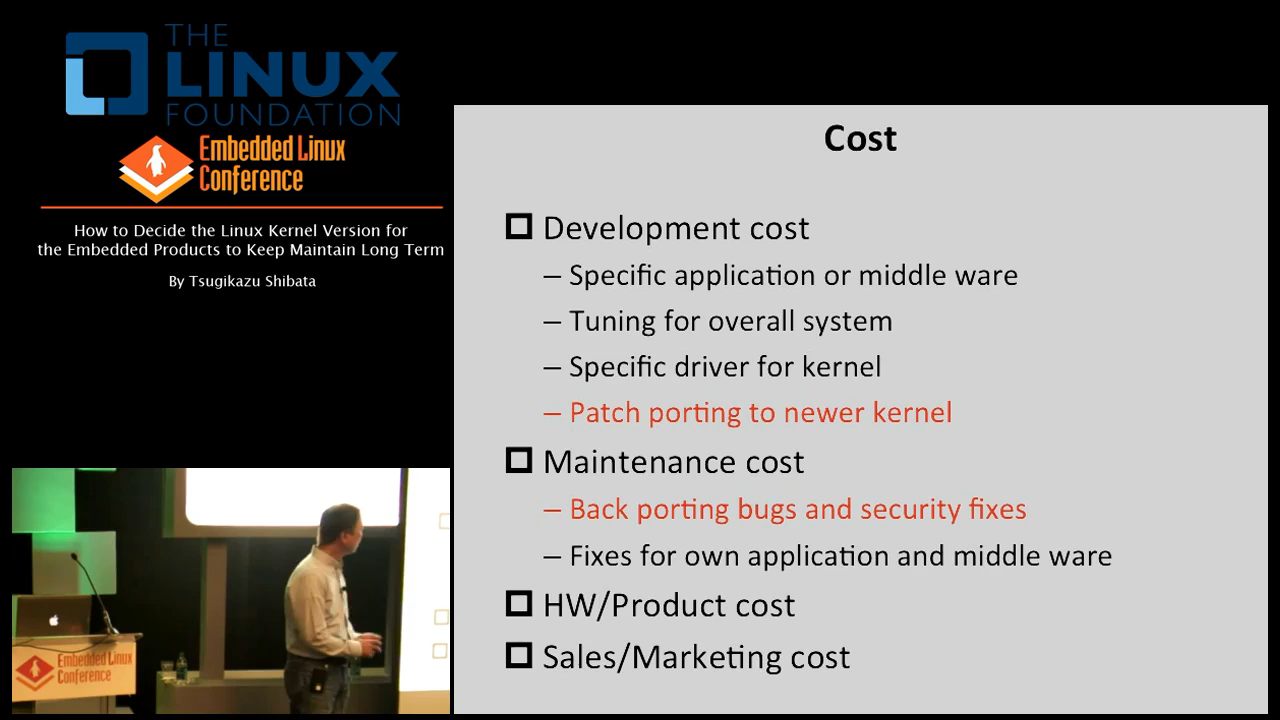 THE
LINUX
FOUNDATION
Embedded Linux
Conference
How to Decide the Linux Kernel Version for
the Embedded Products to Keep Maintain Long Term
By Tsugikazu Shibata
Cost
Development cost
– Specific application or middle ware
– Tuning for overall system
– Specific driver for kernel
– Patch porting to newer kernel
Maintenance cost
– Back porting bugs and security fixes
– Fixes for own application and middle ware
HW/Product cost
Sales/Marketing cost
Embedded Linux
Conference